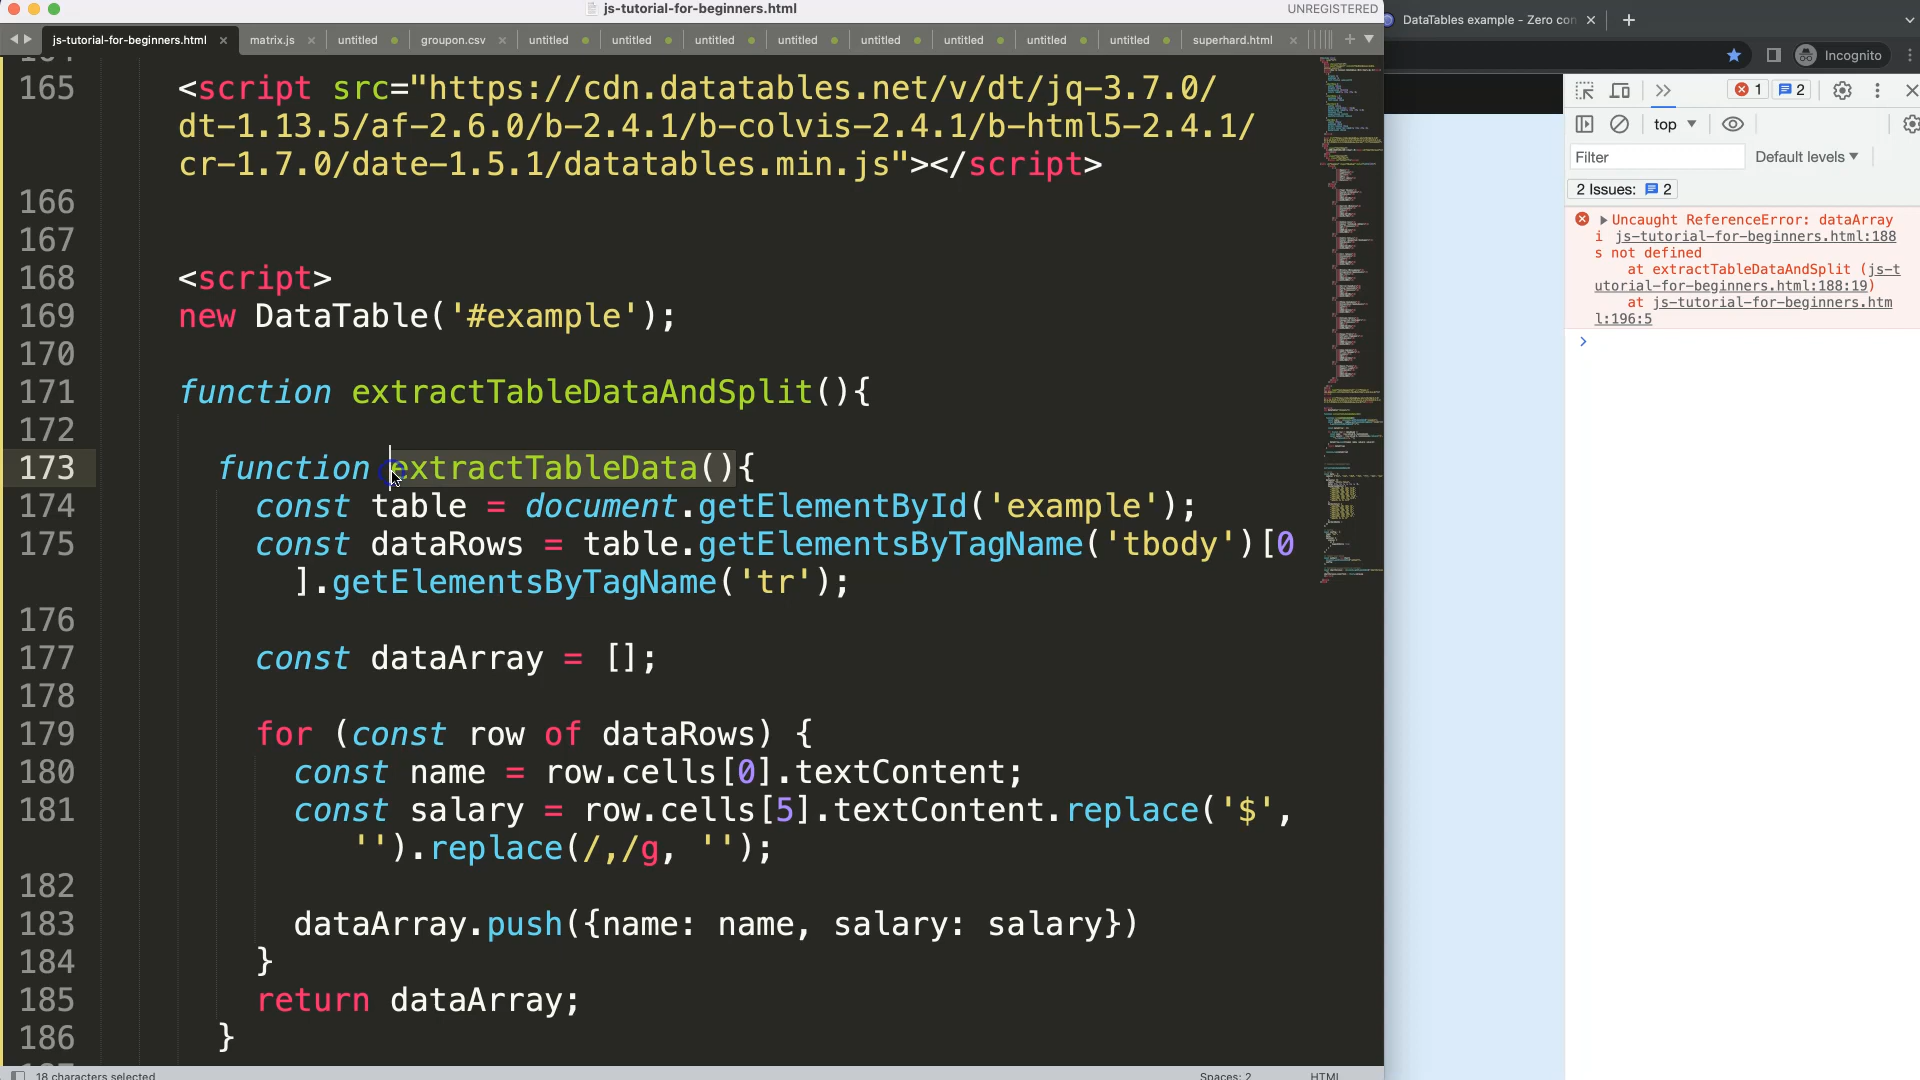 js-tutorial-for-beginners.html
UNREGISTERED
js-tutorial-for-beginners.html
matrix.js
untitled
groupon.csv
untitled
untitled
untitled
untitled
untitled
untitled
untitled
untitled
superhard.html
165 <script src="https://cdn.datatables.net/v/dt/jq-3.7.0/
dt-1.13.5/af-2.6.0/b-2.4.1/b-colvis-2.4.1/b-html5-2.4.1/
cr-1.7.0/date-1.5.1/datatables.min.js"></script>
166
167
168 <script>
169 new DataTable('#example');
170
171 function extractTableDataAndSplit(){
172
173 function extractTableData(){
174 const table = document.getElementById('example');
175 const dataRows = table.getElementsByTagName('tbody')[0
].getElementsByTagName('tr');
176
177 const dataArray = [];
178
179 for (const row of dataRows) {
180 const name = row.cells[0].textContent;
181 const salary = row.cells[5].textContent.replace('$',
'').replace(/,/g, '');
182
183 dataArray.push({name: name, salary: salary})
184 }
185 return dataArray;
186 }
18 characters selected
Spaces: 2
HTML
DataTables example - Zero con
Incognito
1
2
top
Filter
Default levels
2 Issues: 2
Uncaught ReferenceError: dataArray
i js-tutorial-for-beginners.html:188
s not defined
at extractTableDataAndSplit (js-t
utorial-for-beginners.html:188:19)
at js-tutorial-for-beginners.htm
l:196:5